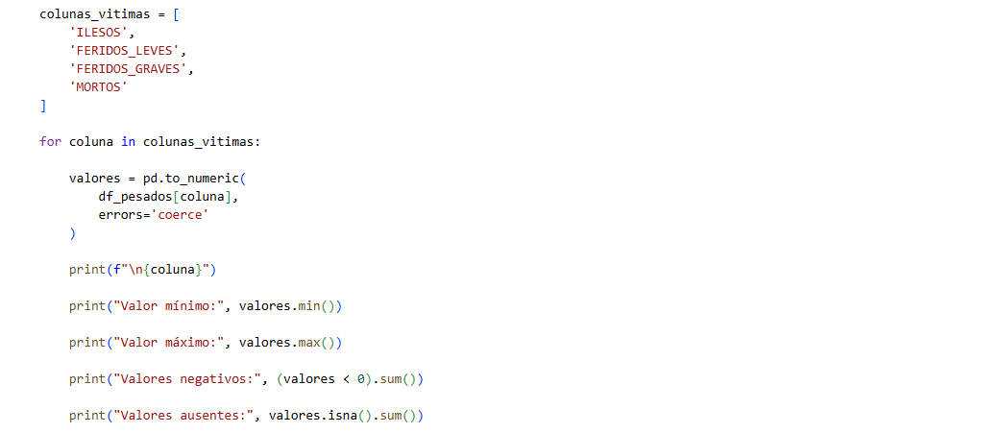 colunas_vitimas = [
    'ILESOS',
    'FERIDOS_LEVES',
    'FERIDOS_GRAVES',
    'MORTOS'
]
for coluna in colunas_vitimas:
    valores = pd.to_numeric(
        df_pesados[coluna],
        errors='coerce'
    )
    print(f"\n{coluna}")
    print("Valor mínimo:", valores.min())
    print("Valor máximo:", valores.max())
    print("Valores negativos:", (valores < 0).sum())
    print("Valores ausentes:", valores.isna().sum())